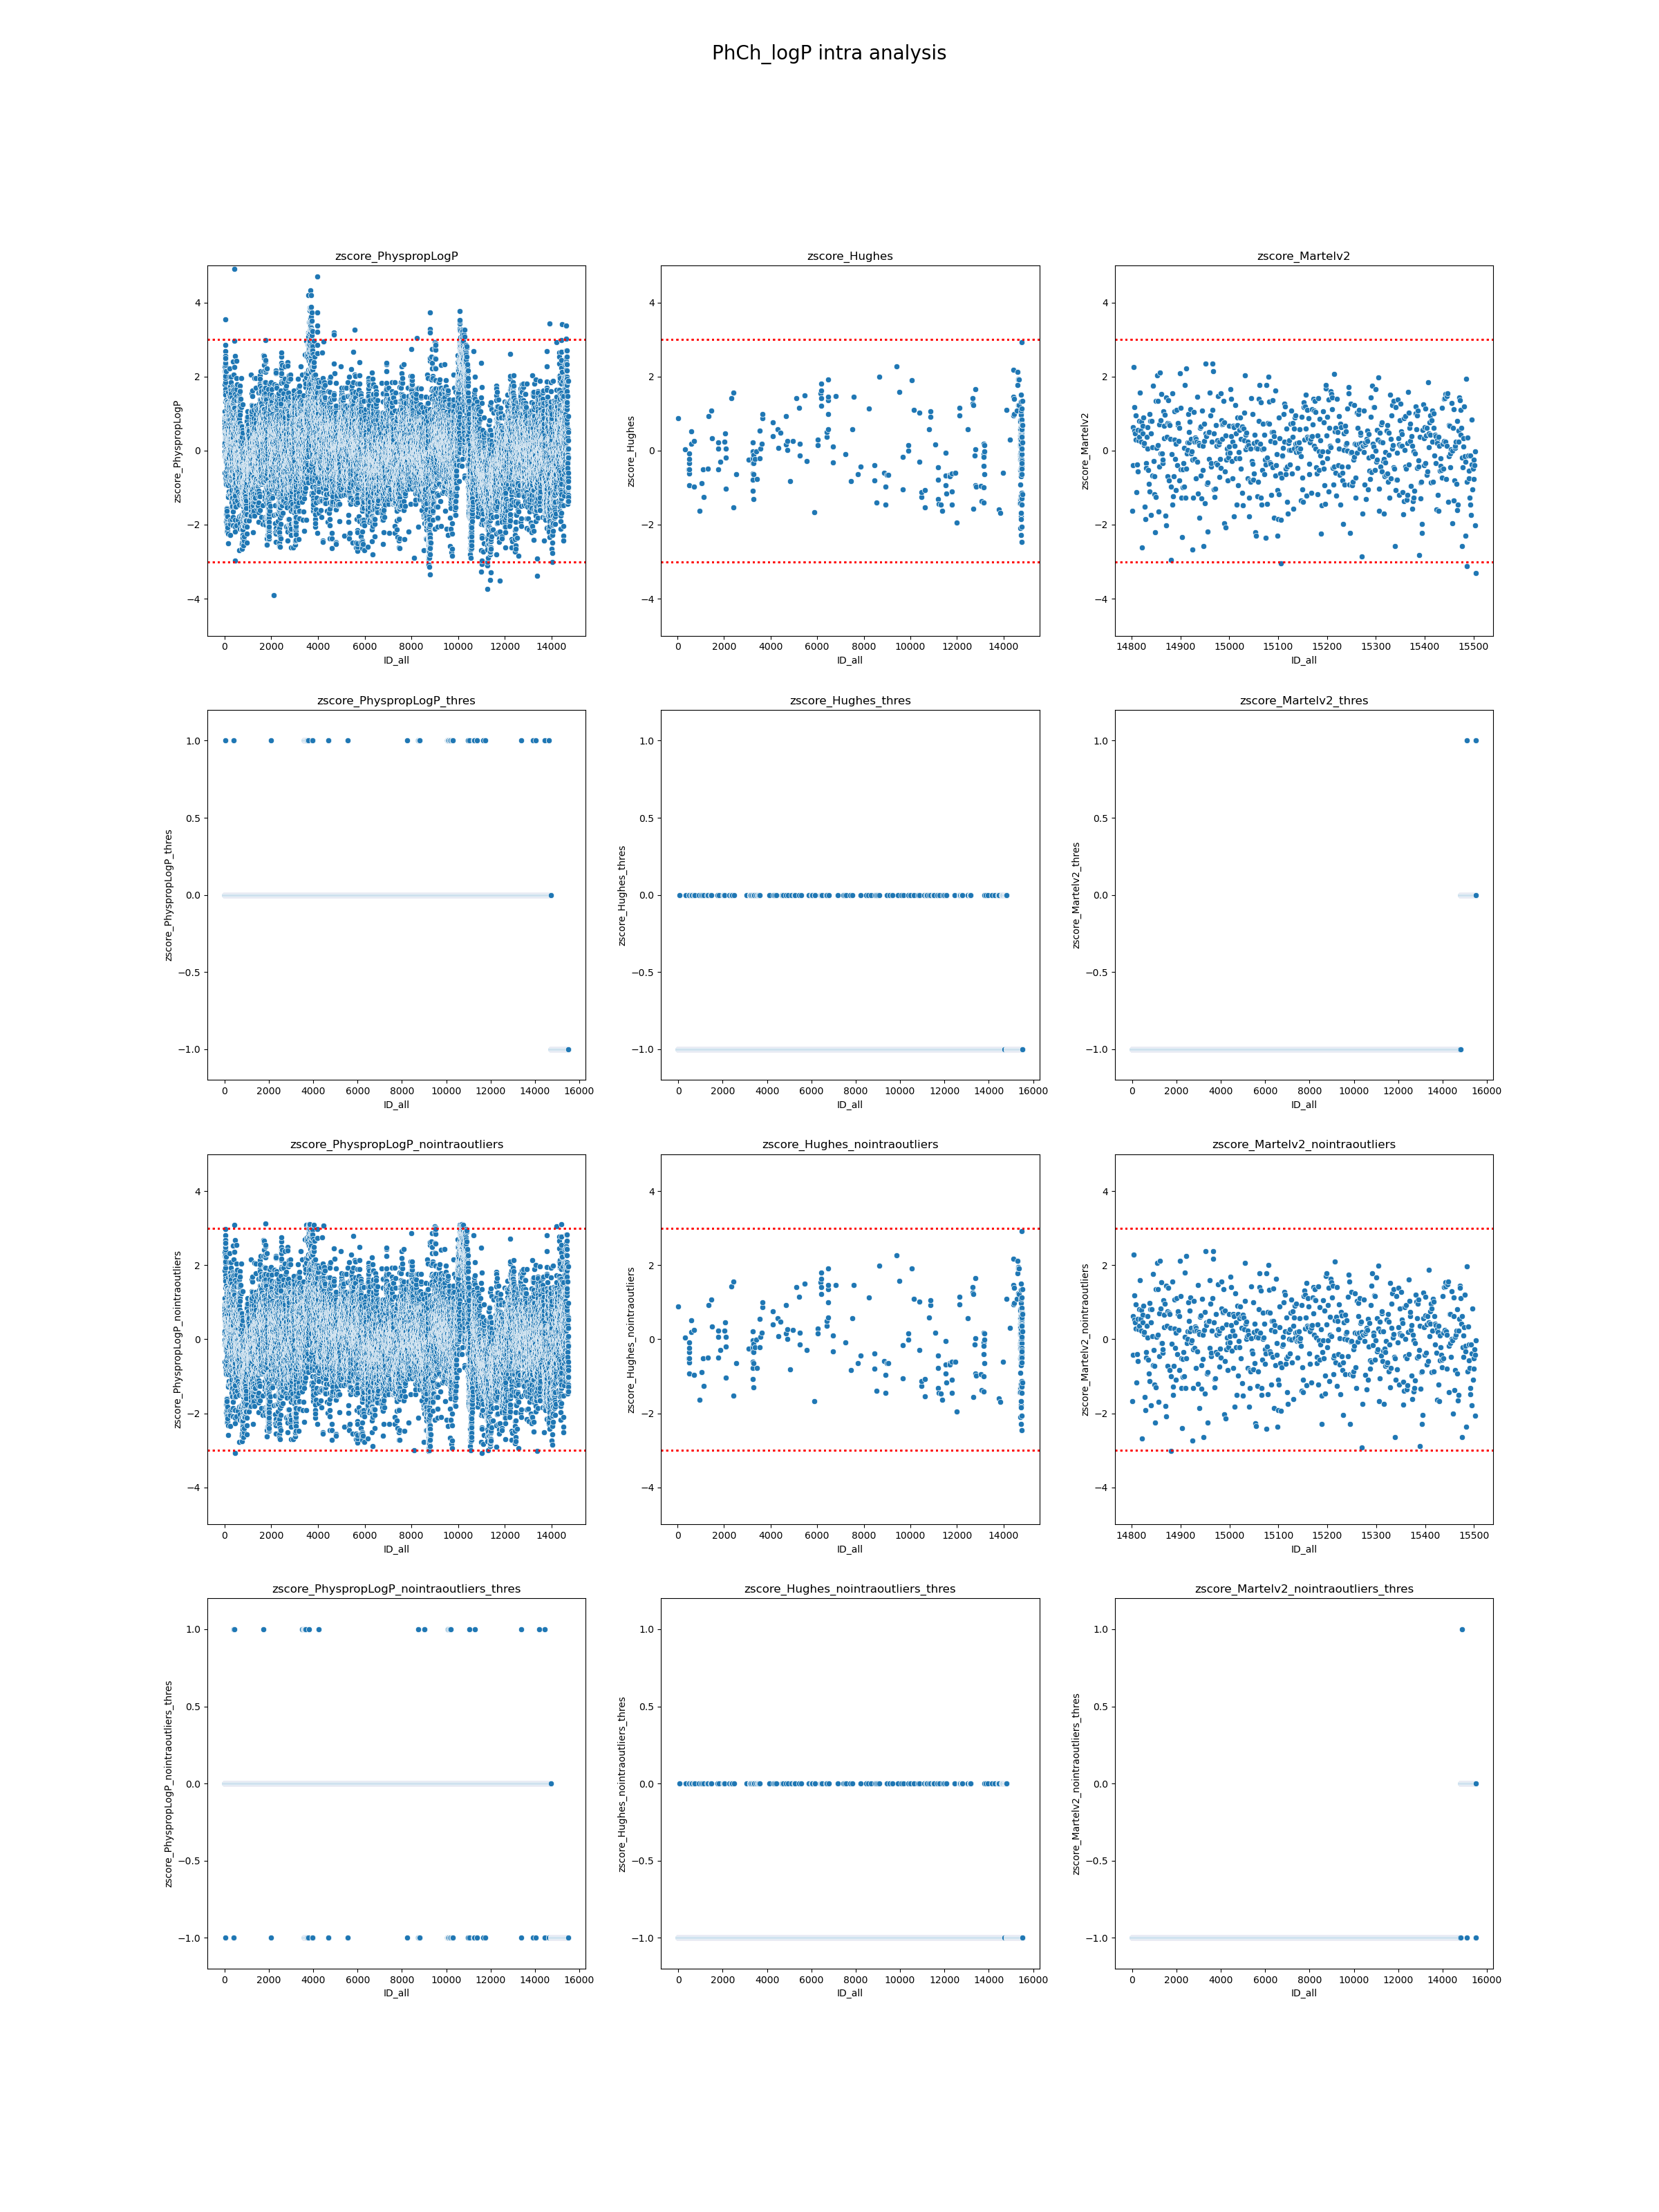 PhCh_logP intra analysis
zscore_PhyspropLogP
zscore_Hughes
zscore_Martelv2
zscore_PhyspropLogP
4
2
0
−2
−4
0 2000 4000 6000 8000 10000 12000 14000
ID_all
zscore_Hughes
4
2
0
−2
−4
0 2000 4000 6000 8000 10000 12000 14000
ID_all
zscore_Martelv2
4
2
0
−2
−4
14800 14900 15000 15100 15200 15300 15400 15500
ID_all
zscore_PhyspropLogP_thres
zscore_Hughes_thres
zscore_Martelv2_thres
zscore_PhyspropLogP_thres
1.0
0.5
0.0
−0.5
−1.0
0 2000 4000 6000 8000 10000 12000 14000 16000
ID_all
zscore_Hughes_thres
1.0
0.5
0.0
−0.5
−1.0
0 2000 4000 6000 8000 10000 12000 14000 16000
ID_all
zscore_Martelv2_thres
1.0
0.5
0.0
−0.5
−1.0
0 2000 4000 6000 8000 10000 12000 14000 16000
ID_all
zscore_PhyspropLogP_nointraoutliers
zscore_Hughes_nointraoutliers
zscore_Martelv2_nointraoutliers
zscore_PhyspropLogP_nointraoutliers
4
2
0
−2
−4
0 2000 4000 6000 8000 10000 12000 14000
ID_all
zscore_Hughes_nointraoutliers
4
2
0
−2
−4
0 2000 4000 6000 8000 10000 12000 14000
ID_all
zscore_Martelv2_nointraoutliers
4
2
0
−2
−4
14800 14900 15000 15100 15200 15300 15400 15500
ID_all
zscore_PhyspropLogP_nointraoutliers_thres
zscore_Hughes_nointraoutliers_thres
zscore_Martelv2_nointraoutliers_thres
zscore_PhyspropLogP_nointraoutliers_thres
1.0
0.5
0.0
−0.5
−1.0
0 2000 4000 6000 8000 10000 12000 14000 16000
ID_all
zscore_Hughes_nointraoutliers_thres
1.0
0.5
0.0
−0.5
−1.0
0 2000 4000 6000 8000 10000 12000 14000 16000
ID_all
zscore_Martelv2_nointraoutliers_thres
1.0
0.5
0.0
−0.5
−1.0
0 2000 4000 6000 8000 10000 12000 14000 16000
ID_all